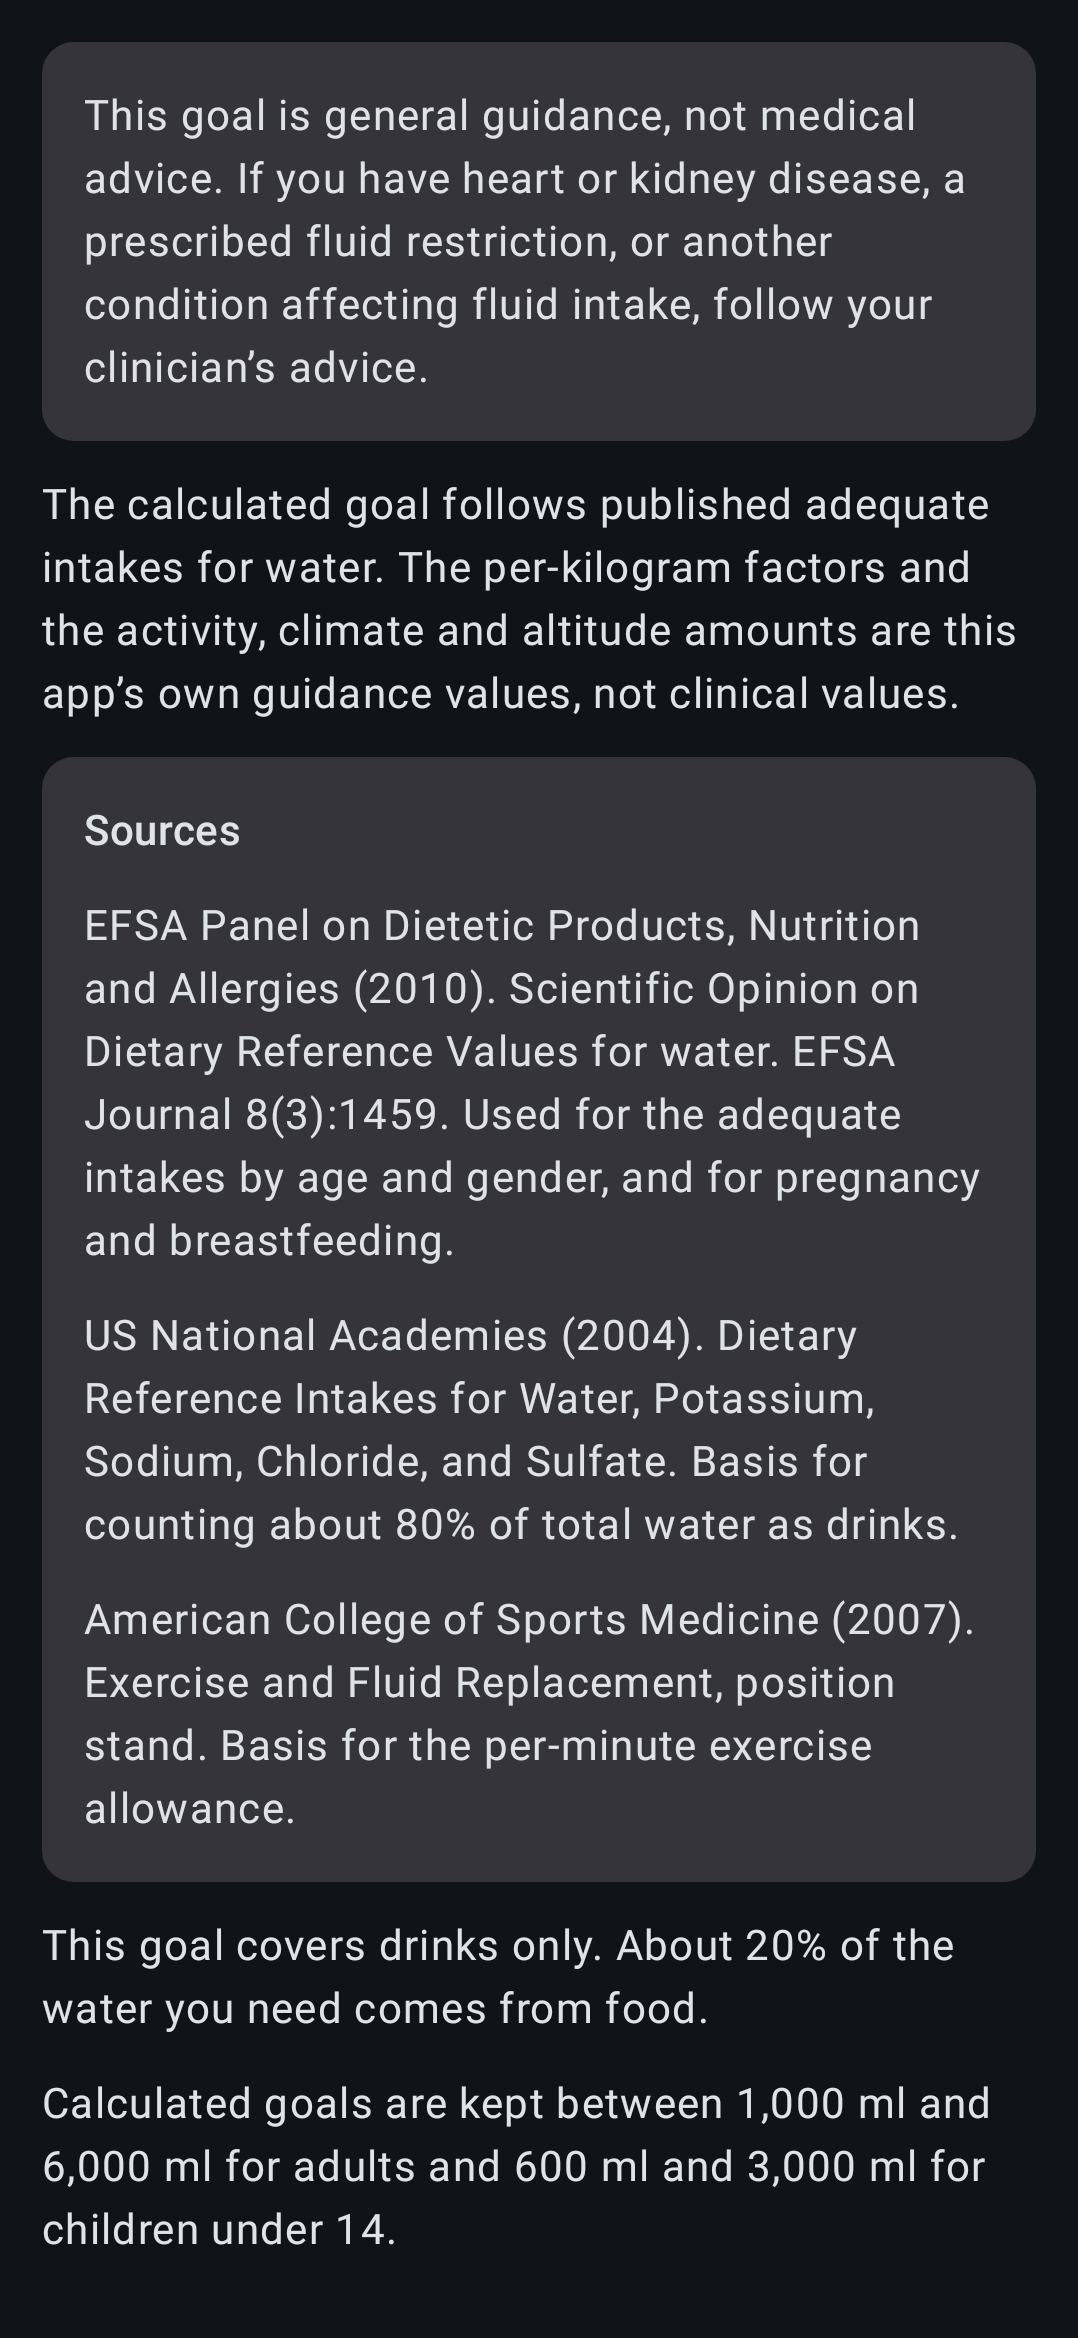 This goal is general guidance, not medical
advice. If you have heart or kidney disease, a
prescribed fluid restriction, or another
condition affecting fluid intake, follow your
clinician’s advice.
The calculated goal follows published adequate
intakes for water. The per-kilogram factors and
the activity, climate and altitude amounts are this
app’s own guidance values, not clinical values.
Sources
EFSA Panel on Dietetic Products, Nutrition
and Allergies (2010). Scientific Opinion on
Dietary Reference Values for water. EFSA
Journal 8(3):1459. Used for the adequate
intakes by age and gender, and for pregnancy
and breastfeeding.
US National Academies (2004). Dietary
Reference Intakes for Water, Potassium,
Sodium, Chloride, and Sulfate. Basis for
counting about 80% of total water as drinks.
American College of Sports Medicine (2007).
Exercise and Fluid Replacement, position
stand. Basis for the per-minute exercise
allowance.
This goal covers drinks only. About 20% of the
water you need comes from food.
Calculated goals are kept between 1,000 ml and
6,000 ml for adults and 600 ml and 3,000 ml for
children under 14.